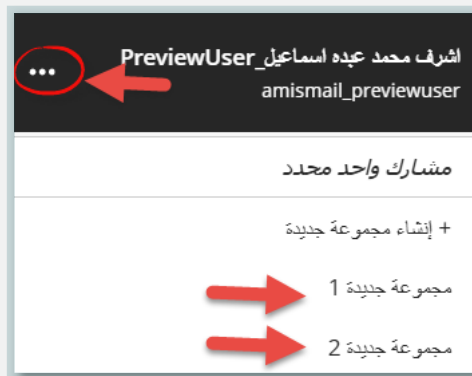 اشرف محمد عبده اسماعيل_PreviewUser
amismail_previewuser
مشارك واحد محدد
+ إنشاء مجموعة جديدة
مجموعة جديدة 1
مجموعة جديدة 2